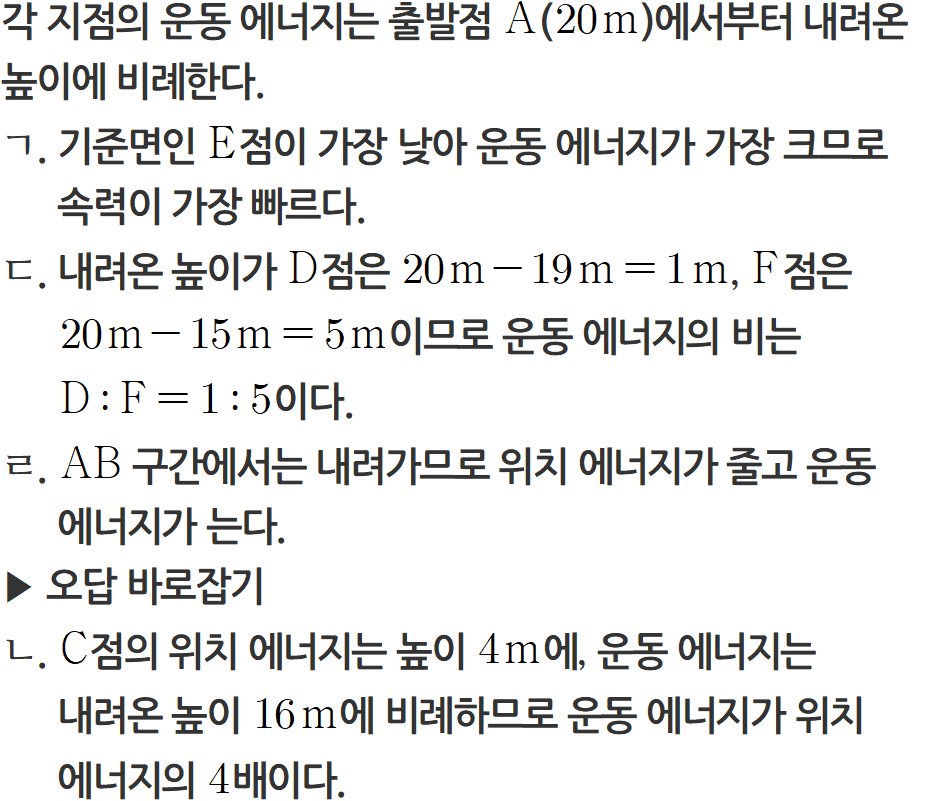 각 지점의 운동 에너지는 출발점 A(20m)에서부터 내려온
높이에 비례한다.
ㄱ. 기준면인 E점이 가장 낮아 운동 에너지가 가장 크므로
속력이 가장 빠르다.
ㄷ. 내려온 높이가 D점은 20m-19m=1m, F점은
20m-15m=5m이므로 운동 에너지의 비는
D:F=1:5이다.
ㄹ. AB 구간에서는 내려가므로 위치 에너지가 줄고 운동
에너지가 는다.
▶ 오답 바로잡기
ㄴ. C점의 위치 에너지는 높이 4m에, 운동 에너지는
내려온 높이 16m에 비례하므로 운동 에너지가 위치
에너지의 4배이다.